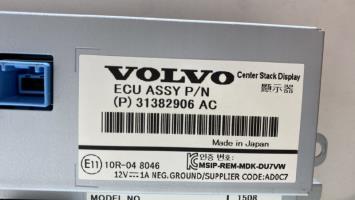 VOLVO Center Stack Display
顯示器
ECU ASSY P/N
(P) 31382906 AC
Made in Japan
E11 10R-04 8046
인증 번호:
MSIP-REM-MDK-DU7VW
12V⎓1A NEG.GROUND/SUPPLIER CODE:AD0C7
MODEL NO. 1508